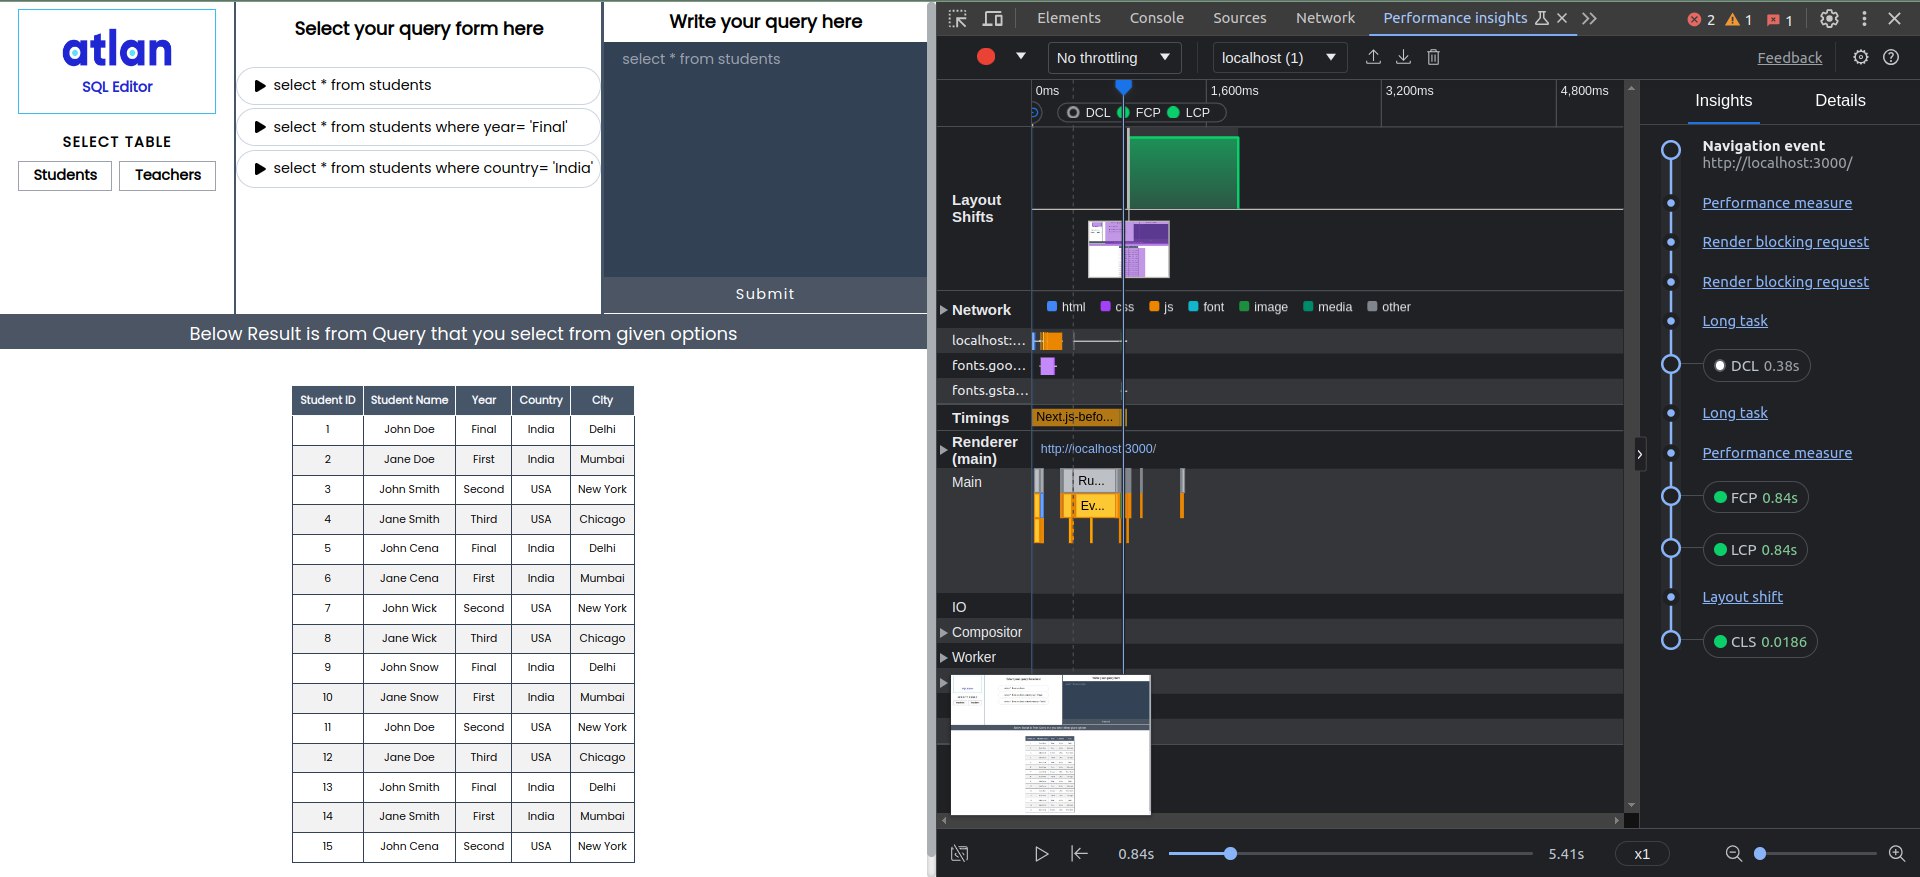 atlan
SQL Editor
SELECT TABLE
Students
Teachers
Select your query form here
select * from students
select * from students where year= 'Final'
select * from students where country= 'India'
Write your query here
select * from students
Submit
Below Result is from Query that you select from given options
Student ID Student Name Year Country City
1 John Doe Final India Delhi
2 Jane Doe First India Mumbai
3 John Smith Second USA New York
4 Jane Smith Third USA Chicago
5 John Cena Final India Delhi
6 Jane Cena First India Mumbai
7 John Wick Second USA New York
8 Jane Wick Third USA Chicago
9 John Snow Final India Delhi
10 Jane Snow First India Mumbai
11 John Doe Second USA New York
12 Jane Doe Third USA Chicago
13 John Smith Final India Delhi
14 Jane Smith First India Mumbai
15 John Cena Second USA New York
Elements Console Sources Network Performance insights 2 1 1
No throttling localhost (1) Feedback
0ms 1,600ms 3,200ms 4,800ms
DCL FCP LCP
Layout
Shifts
Network html css js font image media other
localhost:...
fonts.goo...
fonts.gsta...
Timings Next.js-befo...
Renderer
(main)
http://localhost:3000/
Main Ru...
Ev...
IO
Compositor
Worker
0.84s 5.41s x1
Insights Details
Navigation event
http://localhost:3000/
Performance measure
Render blocking request
Render blocking request
Long task
DCL 0.38s
Long task
Performance measure
FCP 0.84s
LCP 0.84s
Layout shift
CLS 0.0186